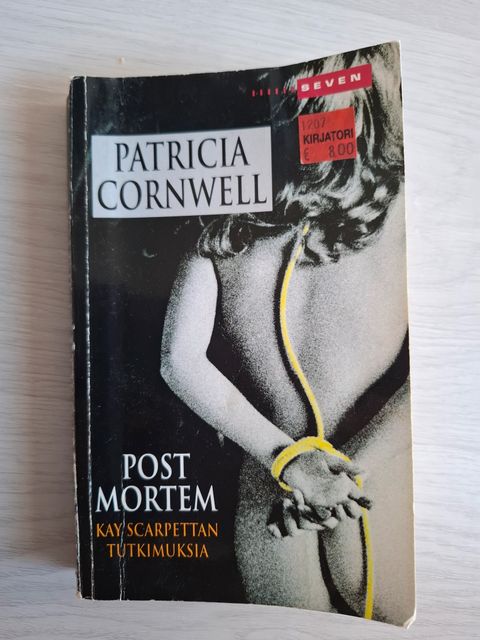 SEVEN
1207
KIRJATORI
€ 8,00
PATRICIA
CORNWELL
POST
MORTEM
KAY SCARPETTAN
TUTKIMUKSIA